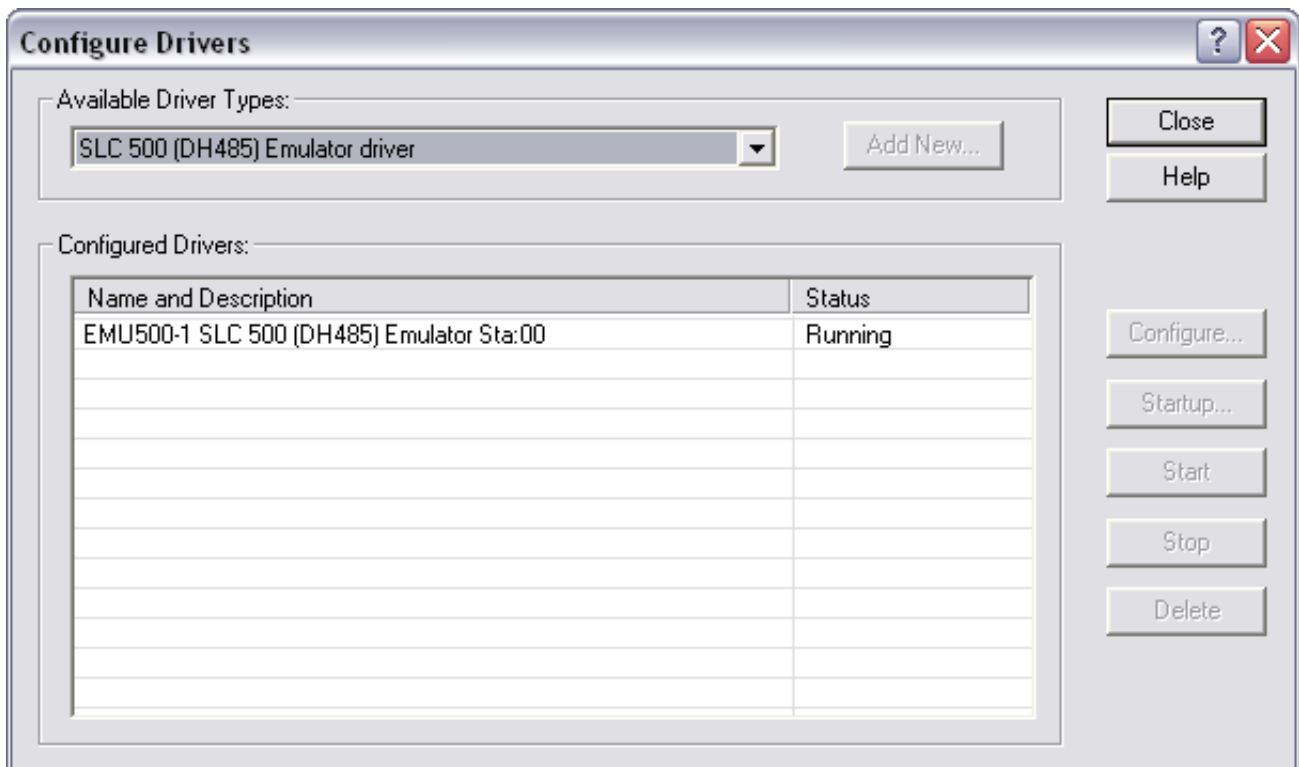 Configure Drivers
Available Driver Types:
SLC 500 (DH485) Emulator driver
Add New...
Close
Help
Configured Drivers:
Name and Description Status
EMU500-1 SLC 500 (DH485) Emulator Sta:00 Running
Configure...
Startup...
Start
Stop
Delete